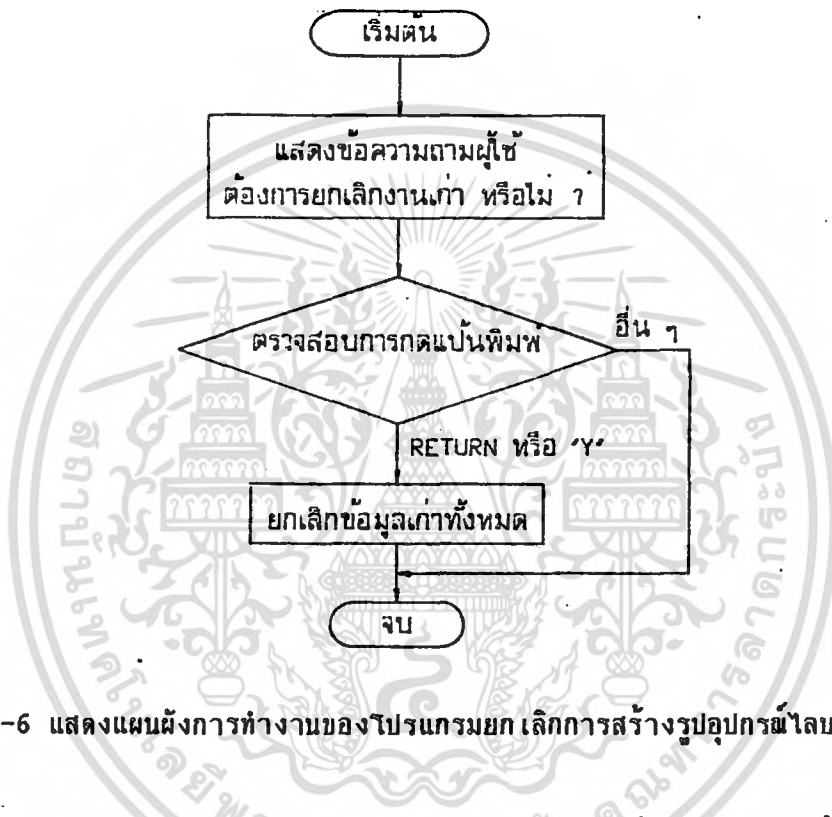 เริ่มต้น
แสดงข้อความถามผู้ใช้
ต้องการยกเลิกงานเก่า หรือไม่ ?
ตรวจสอบการกดแป้นพิมพ์
อื่น ๆ
RETURN หรือ 'Y'
ยกเลิกข้อมูลเก่าทั้งหมด
จบ
-6 แสดงแผนผังการทำงานของโปรแกรมยกเลิกการสร้างรูปอุปกรณ์ไลบ